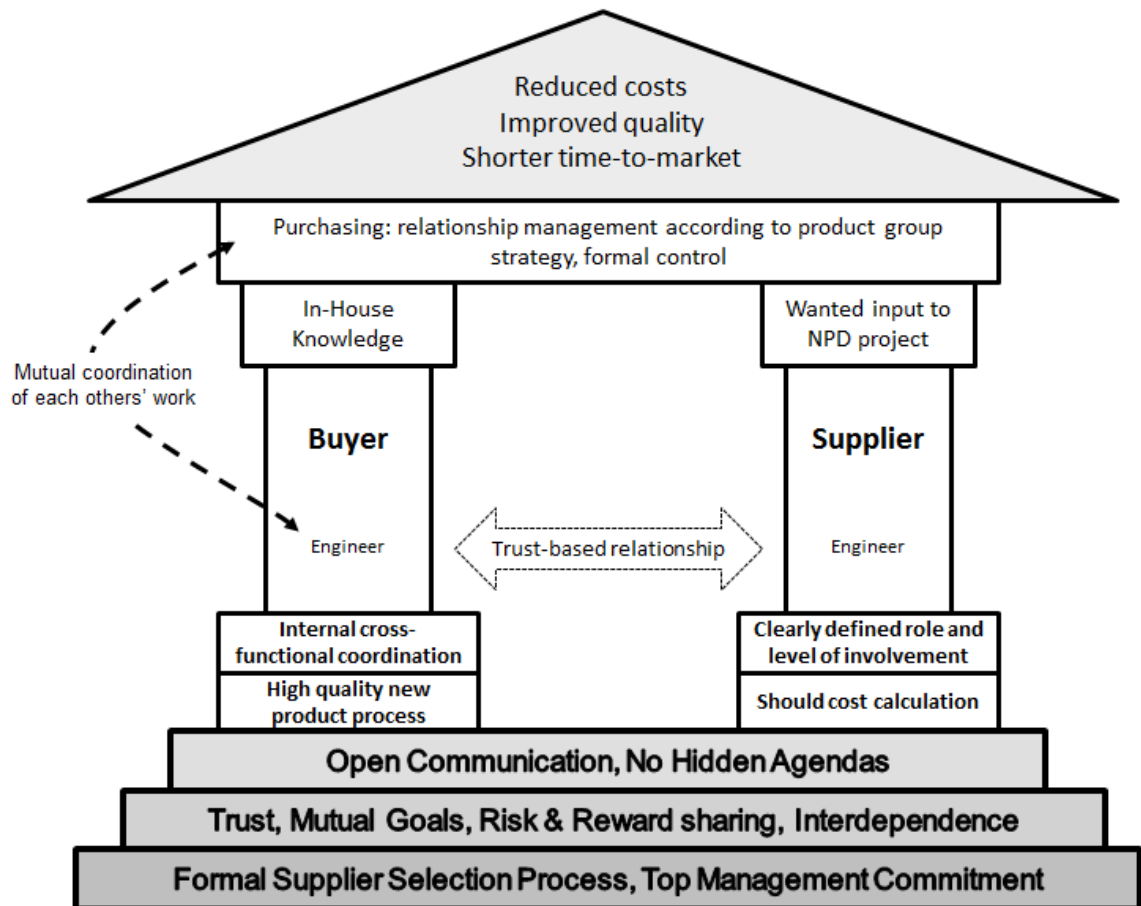 Reduced costs
Improved quality
Shorter time-to-market
Purchasing: relationship management according to product group
strategy, formal control
In-House
Knowledge
Wanted input to
NPD project
Mutual coordination
of each others' work
Buyer
Supplier
Engineer
Trust-based relationship
Engineer
Internal cross-
functional coordination
Clearly defined role and
level of involvement
High quality new
product process
Should cost calculation
Open Communication, No Hidden Agendas
Trust, Mutual Goals, Risk & Reward sharing, Interdependence
Formal Supplier Selection Process, Top Management Commitment